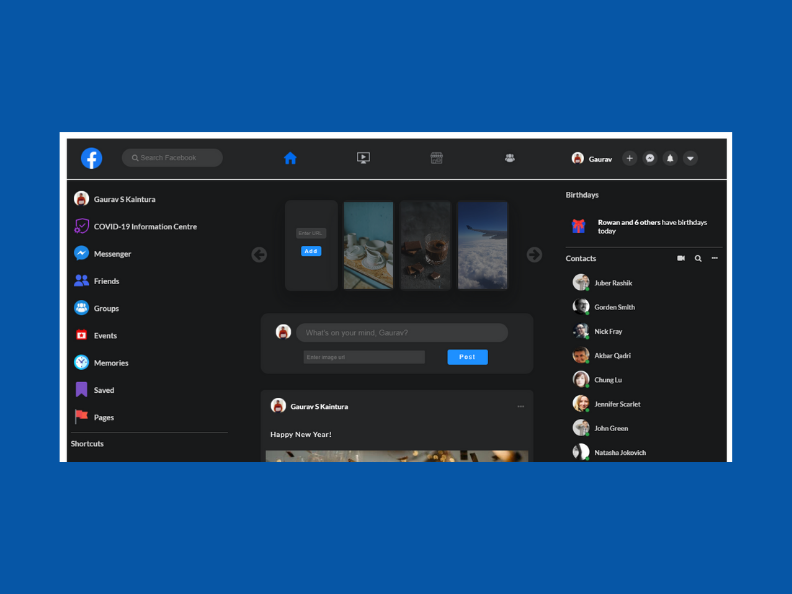 Search Facebook
Gaurav
Gaurav S Kaintura
COVID-19 Information Centre
Messenger
Friends
Groups
Events
Memories
Saved
Pages
Shortcuts
Enter URL
Add
What's on your mind, Gaurav?
Enter image url
Post
Gaurav S Kaintura
Happy New Year!
Birthdays
Rowan and 6 others have birthdays
today
Contacts
Juber Rashik
Gorden Smith
Nick Fray
Akbar Qadri
Chung Lu
Jennifer Scarlet
John Green
Natasha Jokovich